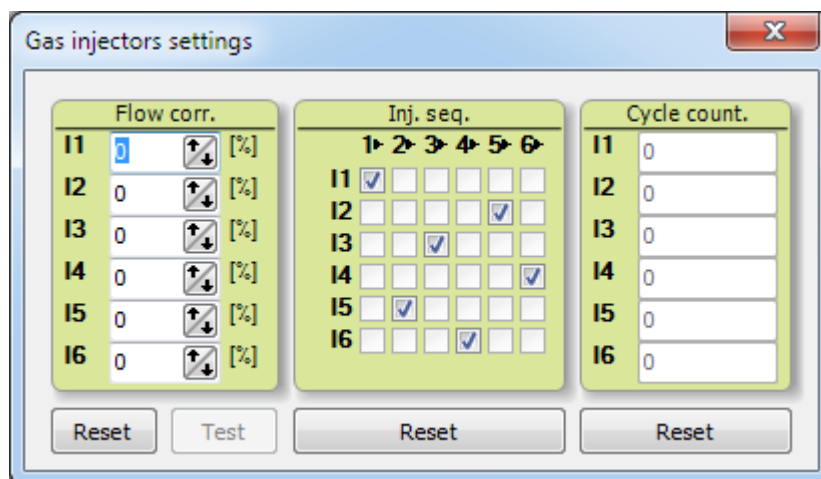 Gas injectors settings
Flow corr.
I1 0 [%]
I2 0 [%]
I3 0 [%]
I4 0 [%]
I5 0 [%]
I6 0 [%]
Reset Test
Inj. seq.
1 2 3 4 5 6
I1
I2
I3
I4
I5
I6
Reset
Cycle count.
I1 0
I2 0
I3 0
I4 0
I5 0
I6 0
Reset